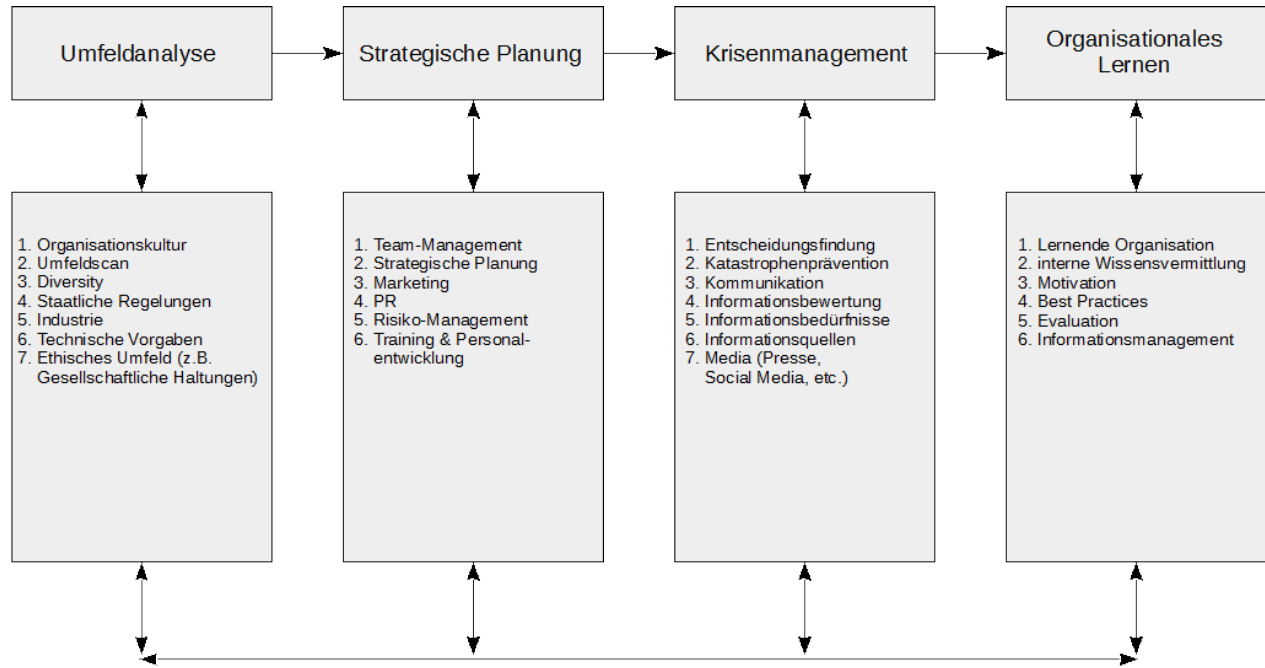 Umfeldanalyse
Strategische Planung
Krisenmanagement
Organisationales
Lernen
1. Organisationskultur
2. Umfeldscan
3. Diversity
4. Staatliche Regelungen
5. Industrie
6. Technische Vorgaben
7. Ethisches Umfeld (z.B.
Gesellschaftliche Haltungen)
1. Team-Management
2. Strategische Planung
3. Marketing
4. PR
5. Risiko-Management
6. Training & Personal-
entwicklung
1. Entscheidungsfindung
2. Katastrophenprävention
3. Kommunikation
4. Informationsbewertung
5. Informationsbedürfnisse
6. Informationsquellen
7. Media (Presse,
Social Media, etc.)
1. Lernende Organisation
2. interne Wissensvermittlung
3. Motivation
4. Best Practices
5. Evaluation
6. Informationsmanagement